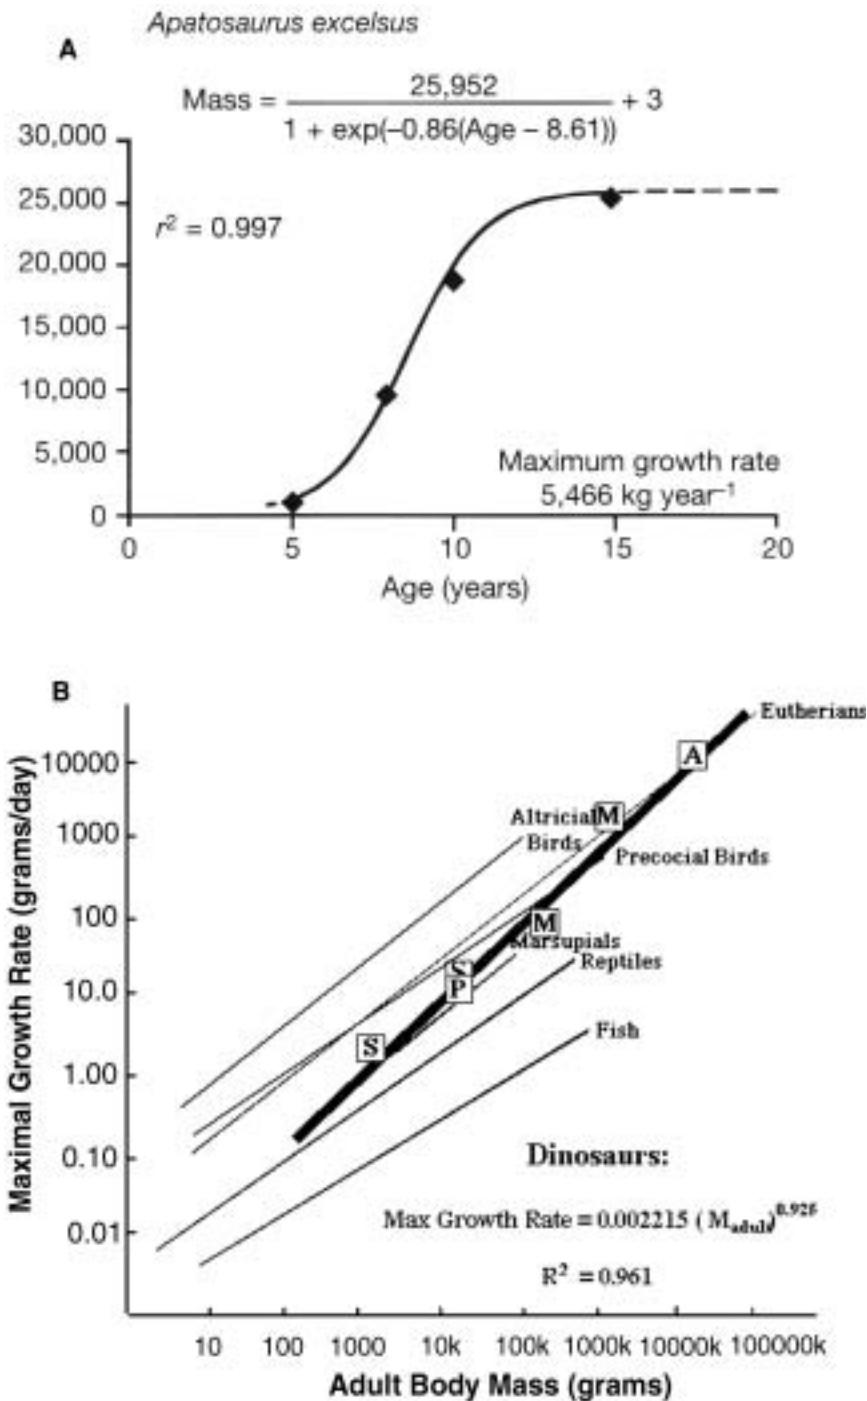 Apatosaurus excelsus
A
Mass = 25,952 / 1 + exp(–0.86(Age – 8.61)) + 3
30,000
25,000
20,000
15,000
10,000
5,000
0
r² = 0.997
Maximum growth rate
5,466 kg year⁻¹
0 5 10 15 20
Age (years)
B
Maximal Growth Rate (grams/day)
10000
1000
100
10.0
1.00
0.10
0.01
Eutherians
A
Altricial
Birds
M
Precocial Birds
M
Marsupials
Reptiles
S
P
Fish
S
Dinosaurs:
Max Growth Rate = 0.002215 (M_adult)^0.925
R² = 0.961
10 100 1000 10k 100k 1000k 10000k 100000k
Adult Body Mass (grams)